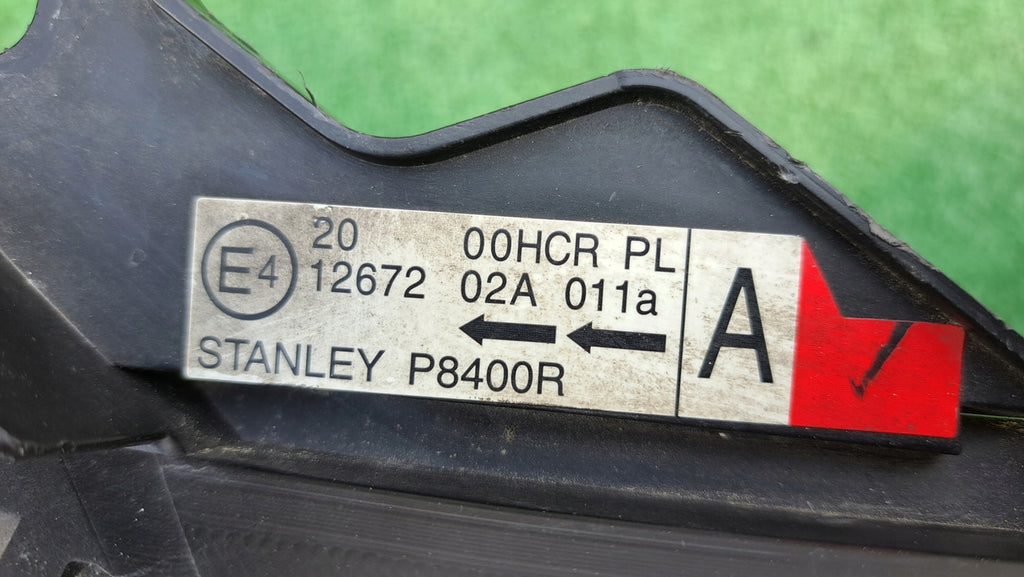 E4 20 00HCR PL
12672 02A 011a
STANLEY P8400R
A